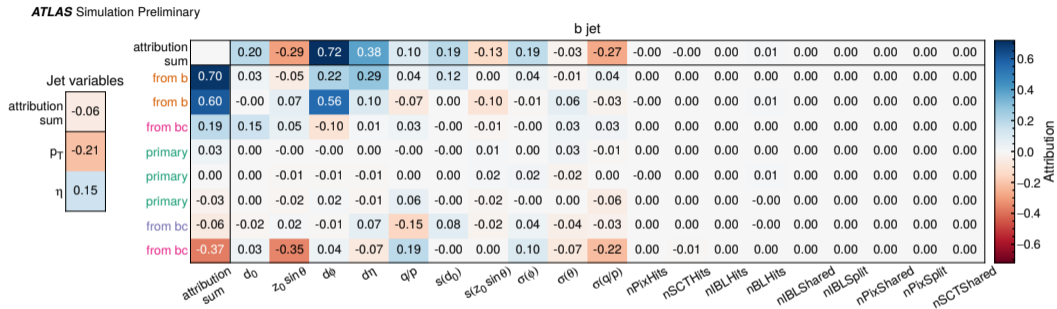 ATLAS Simulation Preliminary
b jet
Jet variables
attribution sum -0.06
pT -0.21
η 0.15
attribution sum 0.20 -0.29 0.72 0.38 0.10 0.19 -0.13 0.19 -0.03 -0.27 -0.00 -0.00 0.00 0.01 0.00 0.00 0.00 0.00 0.00
from b 0.70 0.03 -0.05 0.22 0.29 0.04 0.12 0.00 0.04 -0.01 0.04 0.00 0.00 0.00 0.00 0.00 0.00 0.00 0.00 0.00
from b 0.60 -0.00 0.07 0.56 0.10 -0.07 0.00 -0.10 -0.01 0.06 -0.03 0.00 0.00 0.00 0.01 0.00 0.00 0.00 0.00 0.00
from bc 0.19 0.15 0.05 -0.10 0.01 0.03 -0.00 -0.01 -0.00 0.03 0.03 0.00 0.00 0.00 0.00 0.00 0.00 0.00 0.00 0.00
primary 0.03 0.00 -0.00 -0.00 0.00 -0.00 -0.00 0.01 0.00 0.03 -0.01 0.00 0.00 0.00 0.00 0.00 0.00 0.00 0.00 0.00
primary 0.00 0.00 -0.01 -0.01 -0.01 0.00 0.00 0.02 0.02 -0.02 0.00 0.00 0.00 0.00 0.01 0.00 0.00 0.00 0.00 0.00
primary -0.03 0.00 -0.02 0.02 -0.01 0.06 -0.00 -0.02 -0.00 0.00 -0.06 0.00 0.00 0.00 -0.00 0.00 0.00 0.00 0.00 0.00
from bc -0.06 -0.02 0.02 -0.01 0.07 -0.15 0.08 -0.02 0.04 -0.04 -0.03 0.00 0.00 0.00 -0.00 0.00 0.00 0.00 0.00 0.00
from bc -0.37 0.03 -0.35 0.04 -0.07 0.19 -0.00 0.00 0.10 -0.07 -0.22 0.00 -0.01 0.00 0.00 0.00 0.00 0.00 0.00 0.00
attribution sum d0 z0 sinθ dϕ dη q/p s(d0) s(z0 sinθ) σ(ϕ) σ(θ) σ(q/p) nPixHits nSCTHits nIBLHits nBLHits nIBLShared nIBLSplit nPixShared nPixSplit nSCTShared
0.6
0.4
0.2
0.0
−0.2
−0.4
−0.6
Attribution